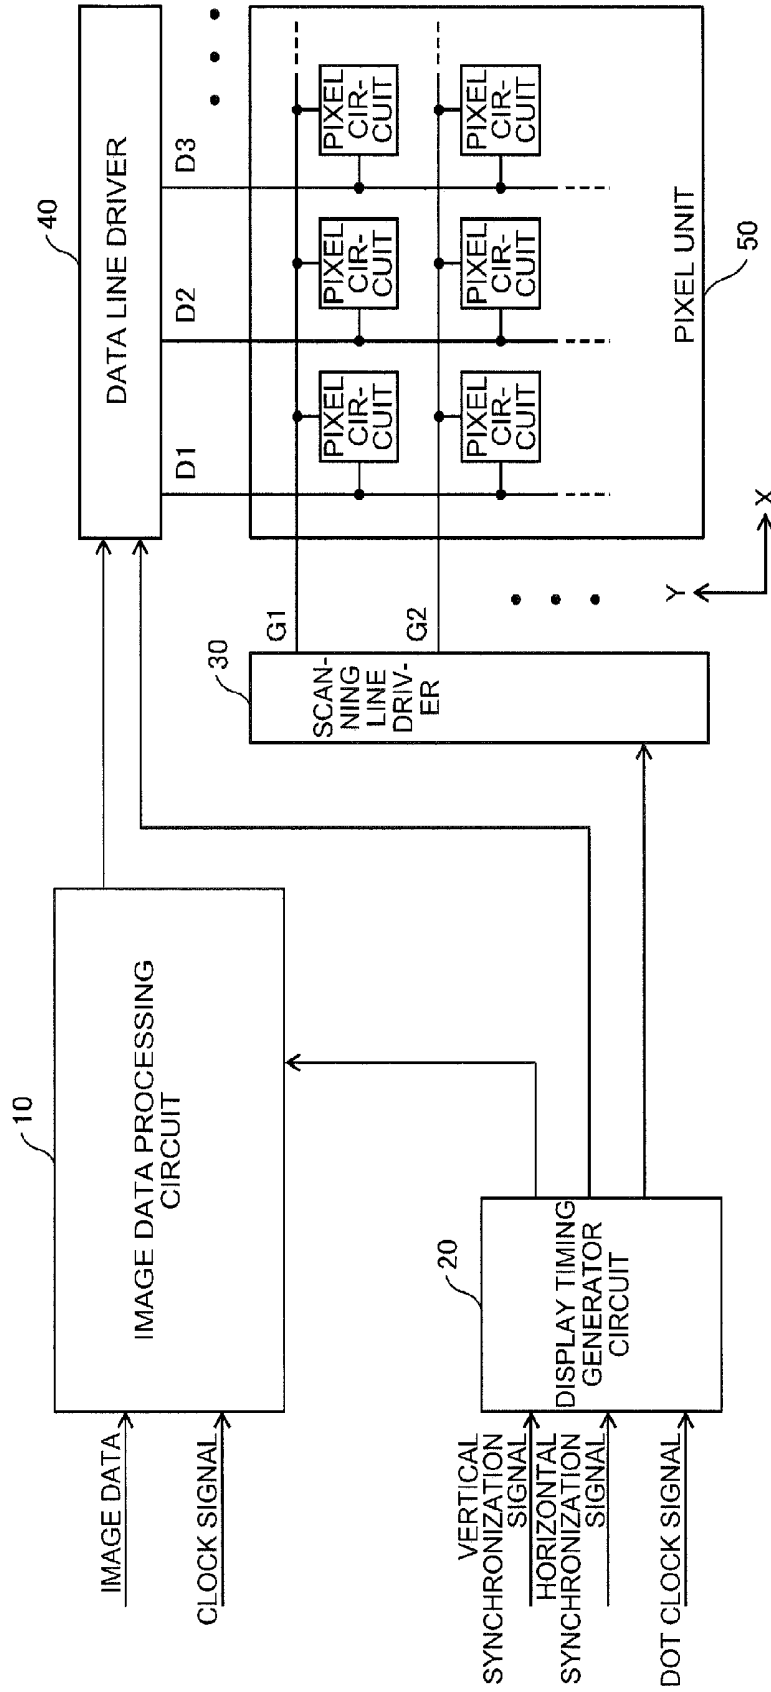 10
IMAGE DATA
CLOCK SIGNAL
IMAGE DATA PROCESSING
CIRCUIT
40
DATA LINE DRIVER
D1
D2
D3
20
VERTICAL
SYNCHRONIZATION
SIGNAL
HORIZONTAL
SYNCHRONIZATION
SIGNAL
DOT CLOCK SIGNAL
DISPLAY TIMING
GENERATOR
CIRCUIT
30
SCAN-
NING
LINE
DRIV-
ER
G1
G2
PIXEL
CIR-
CUIT
PIXEL
CIR-
CUIT
PIXEL
CIR-
CUIT
PIXEL
CIR-
CUIT
PIXEL
CIR-
CUIT
PIXEL
CIR-
CUIT
PIXEL UNIT
50
Y
X